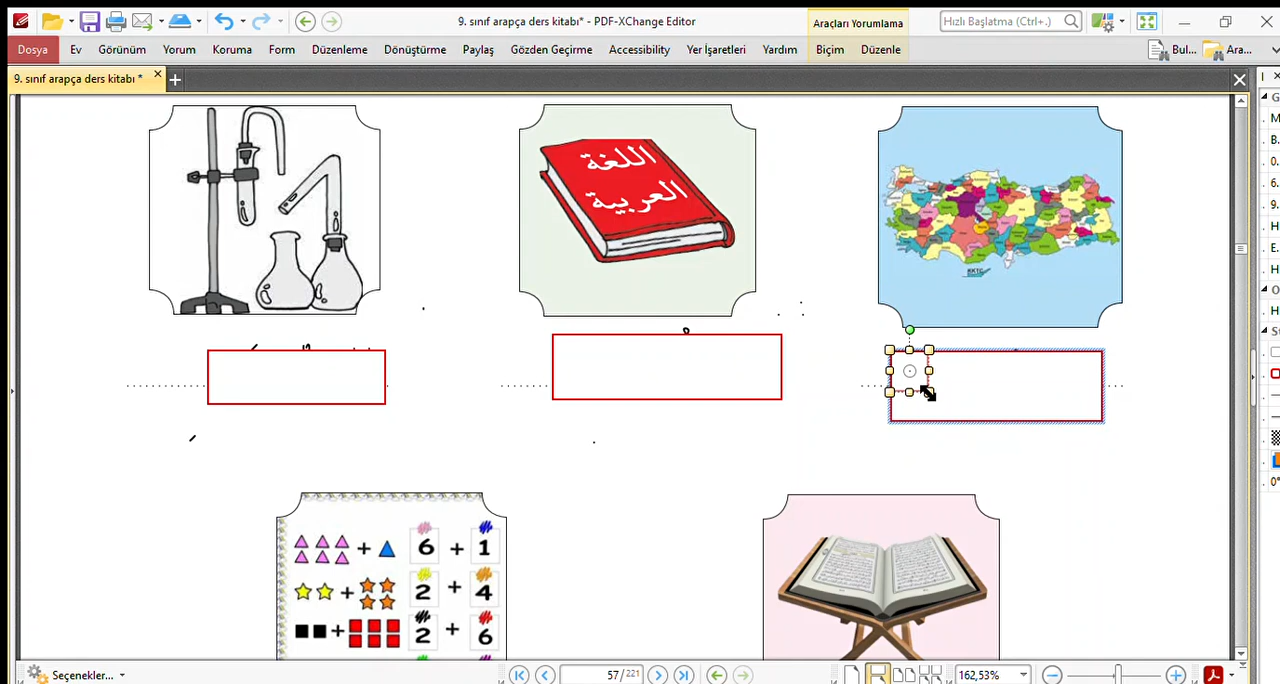 9. sınıf arapça ders kitabı* - PDF-XChange Editor
Araçları Yorumlama
Hızlı Başlatma (Ctrl+.)
Dosya Ev Görünüm Yorum Koruma Form Düzenleme Dönüştürme Paylaş Gözden Geçirme Accessibility Yer İşaretleri Yardım Biçim Düzenle Bul... Ara...
9. sınıf arapça ders kitabı *
اللغة
العربية
KKTC
6 + 1
2 + 4
2 + 6
Seçenekler...
57 / 221
162,53%